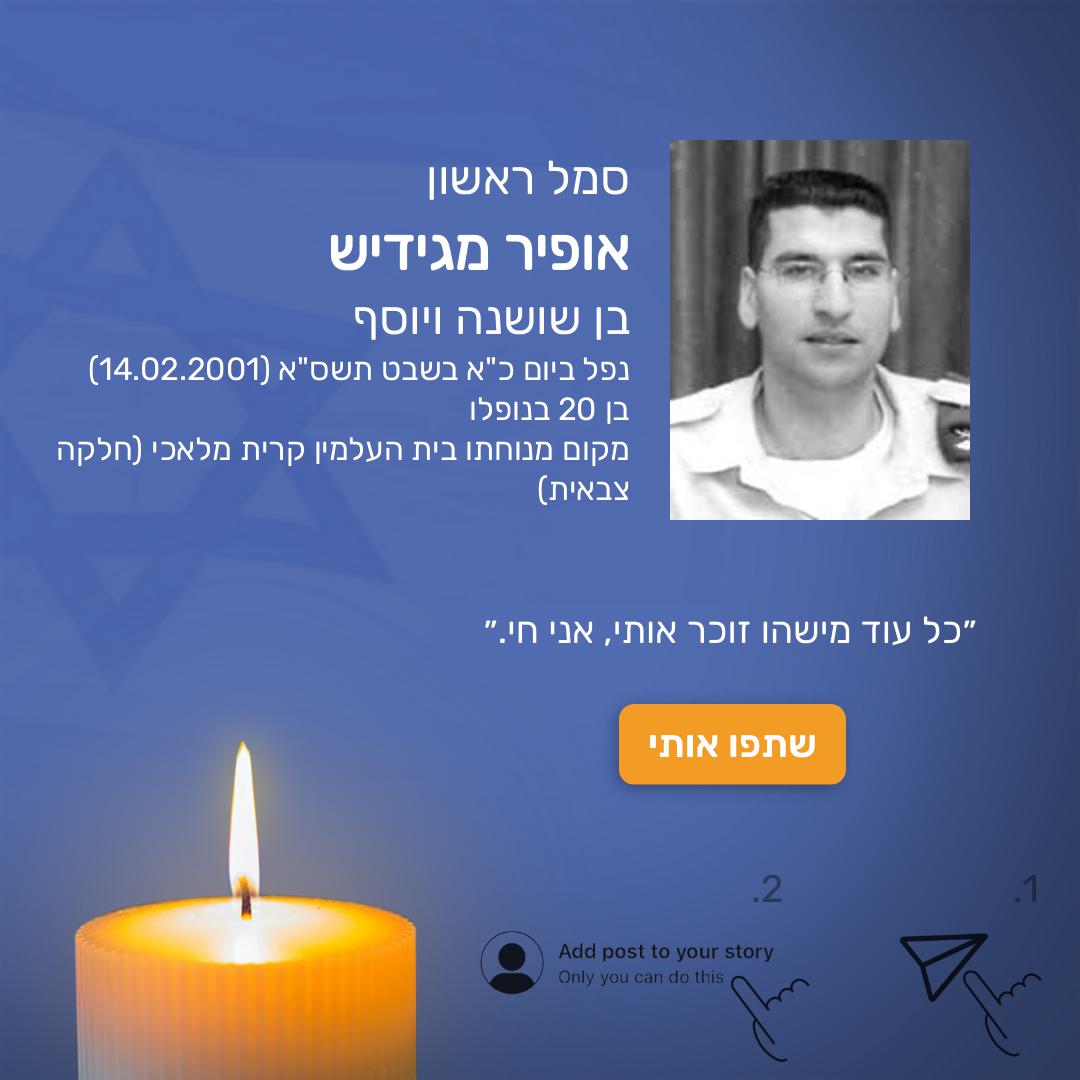 סמל ראשון
אופיר מגידיש
בן שושנה ויוסף
נפל ביום כ"א בשבט תשס"א (14.02.2001)
בן 20 בנופלו
מקום מנוחתו בית העלמין קרית מלאכי (חלקה
צבאית)
״כל עוד מישהו זוכר אותי, אני חי.״
שתפו אותי
1.
2.
Add post to your story
Only you can do this